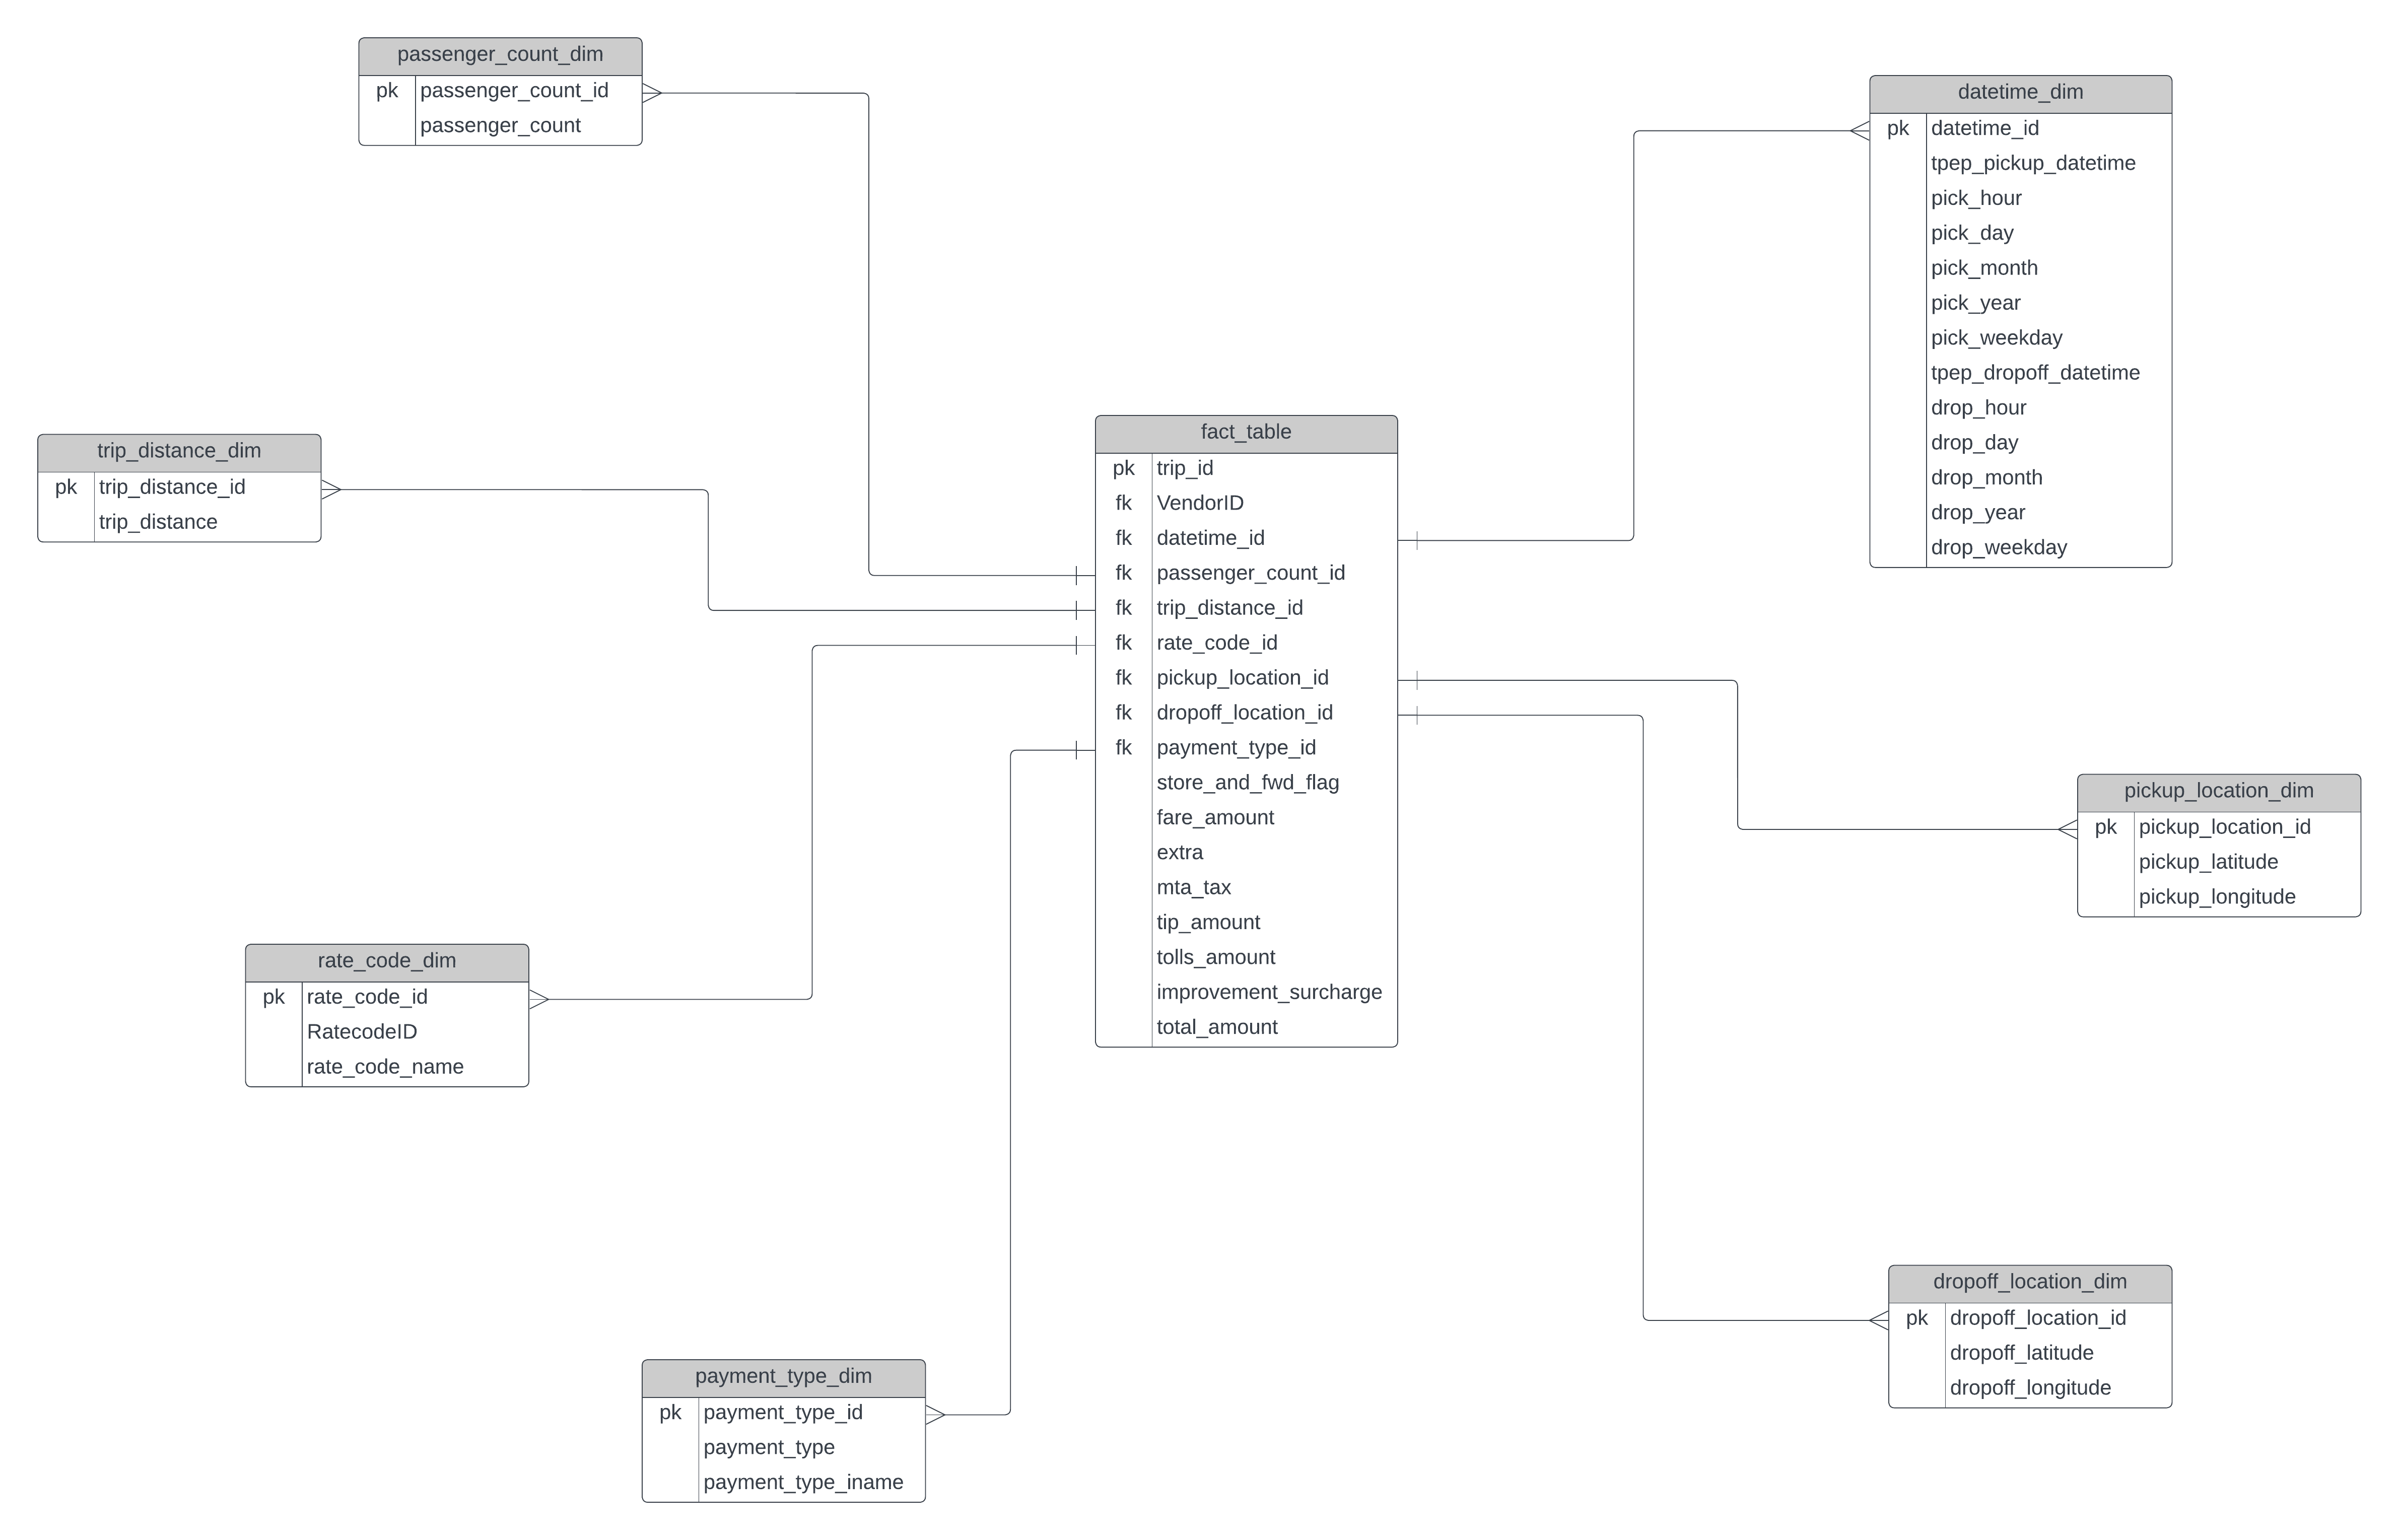 passenger_count_dim
pk passenger_count_id
passenger_count
datetime_dim
pk datetime_id
tpep_pickup_datetime
pick_hour
pick_day
pick_month
pick_year
pick_weekday
tpep_dropoff_datetime
drop_hour
drop_day
drop_month
drop_year
drop_weekday
trip_distance_dim
pk trip_distance_id
trip_distance
fact_table
pk trip_id
fk VendorID
fk datetime_id
fk passenger_count_id
fk trip_distance_id
fk rate_code_id
fk pickup_location_id
fk dropoff_location_id
fk payment_type_id
store_and_fwd_flag
fare_amount
extra
mta_tax
tip_amount
tolls_amount
improvement_surcharge
total_amount
pickup_location_dim
pk pickup_location_id
pickup_latitude
pickup_longitude
rate_code_dim
pk rate_code_id
RatecodeID
rate_code_name
dropoff_location_dim
pk dropoff_location_id
dropoff_latitude
dropoff_longitude
payment_type_dim
pk payment_type_id
payment_type
payment_type_iname